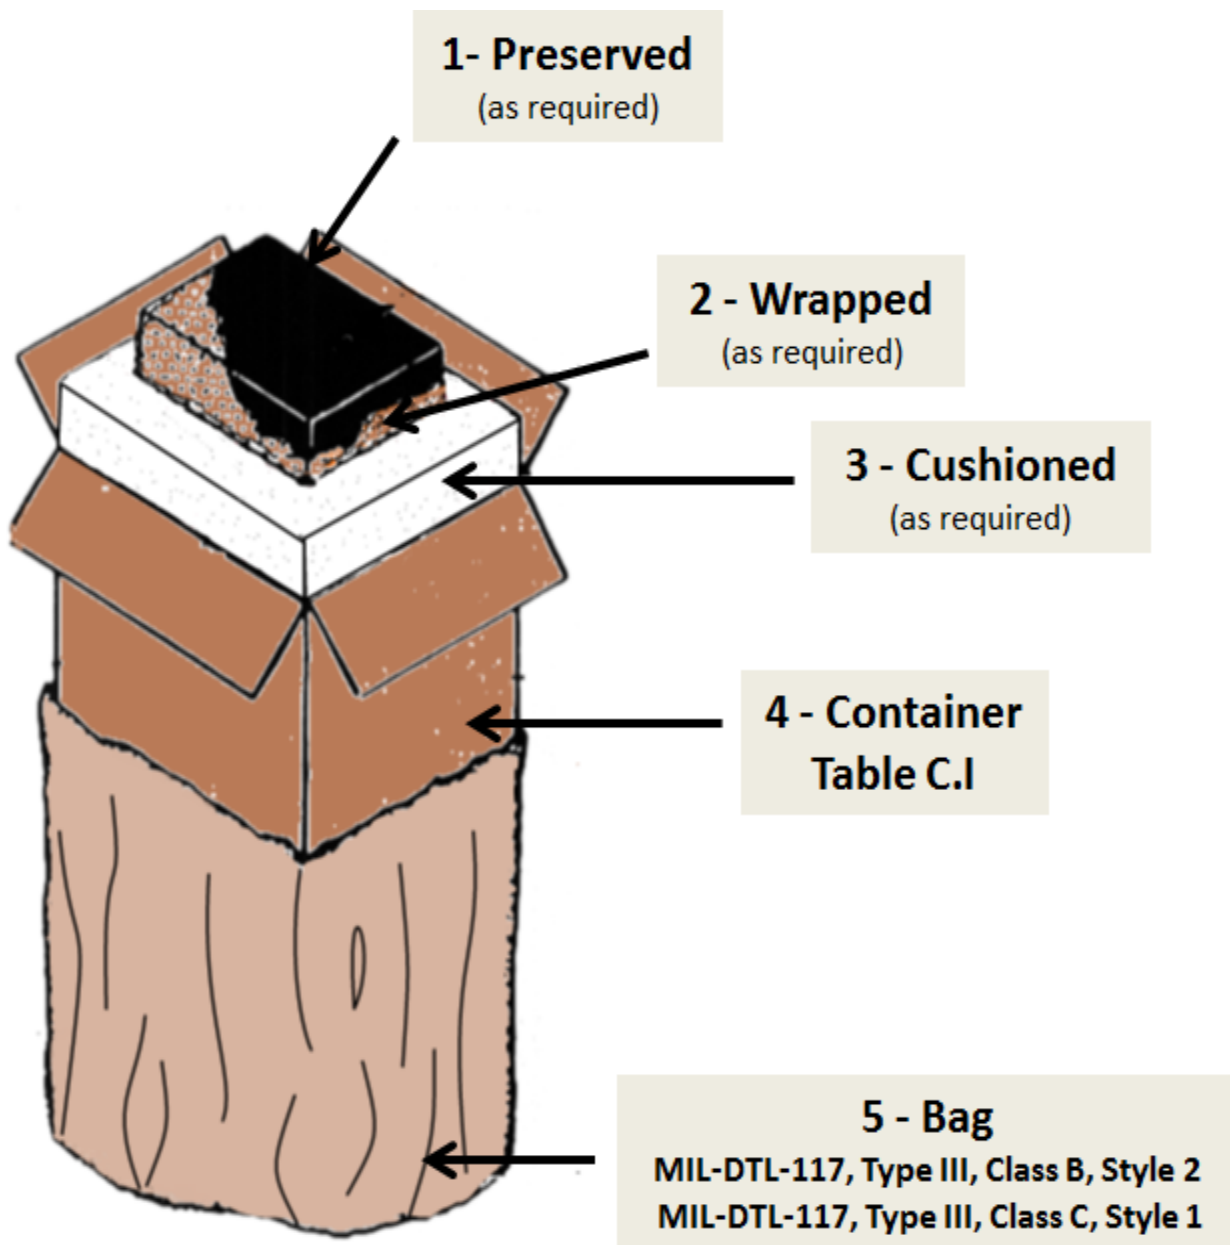 1- Preserved
(as required)
2 - Wrapped
(as required)
3 - Cushioned
(as required)
4 - Container
Table C.I
5 - Bag
MIL-DTL-117, Type III, Class B, Style 2
MIL-DTL-117, Type III, Class C, Style 1